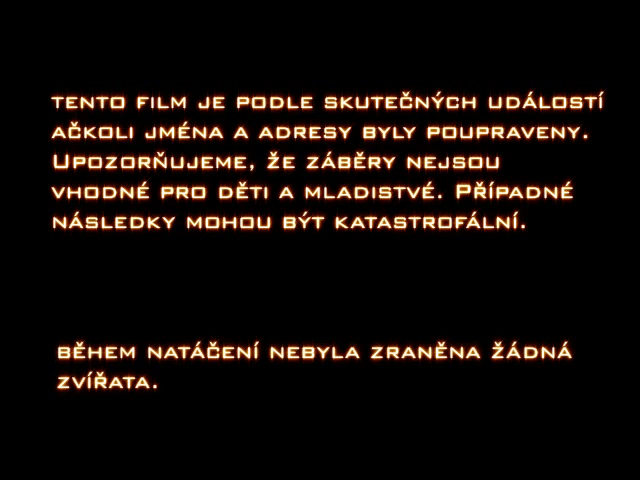 TENTO FILM JE PODLE SKUTEČNÝCH UDÁLOSTÍ
AČKOLI JMÉNA A ADRESY BYLY POUPRAVENY.
UPOZORŇUJEME, ŽE ZÁBĚRY NEJSOU
VHODNÉ PRO DĚTI A MLADISTVÉ. PŘÍPADNÉ
NÁSLEDKY MOHOU BÝT KATASTROFÁLNÍ.
BĚHEM NATÁČENÍ NEBYLA ZRANĚNA ŽÁDNÁ
ZVÍŘATA.